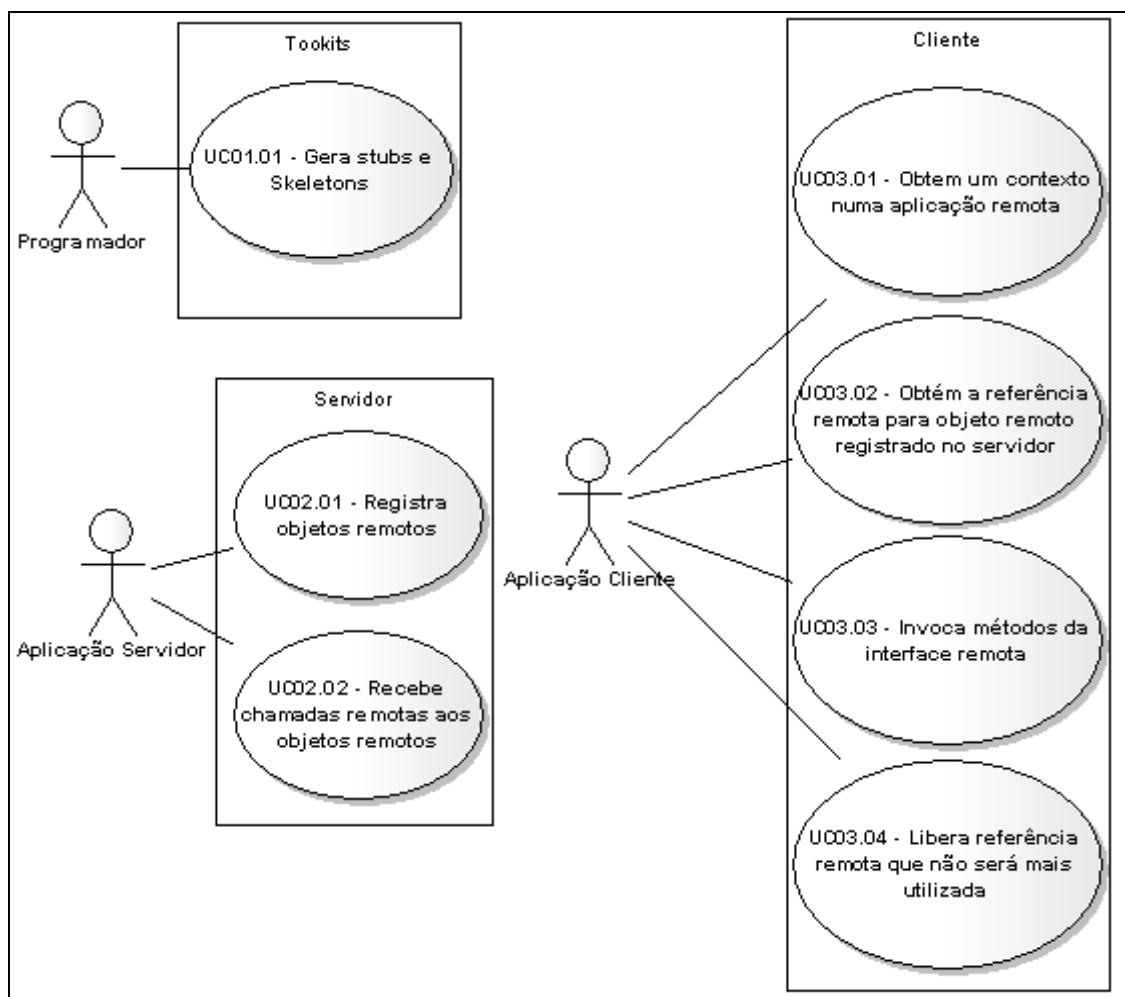 Tookits
UC01.01 - Gera stubs e
Skeletons
Programador
Servidor
UC02.01 - Registra
objetos remotos
UC02.02 - Recebe
chamadas remotas aos
objetos remotos
Aplicação Servidor
Cliente
UC03.01 - Obtem um contexto
numa aplicação remota
UC03.02 - Obtém a referência
remota para objeto remoto
registrado no servidor
UC03.03 - Invoca métodos da
interface remota
UC03.04 - Libera referência
remota que não será mais
utilizada
Aplicação Cliente